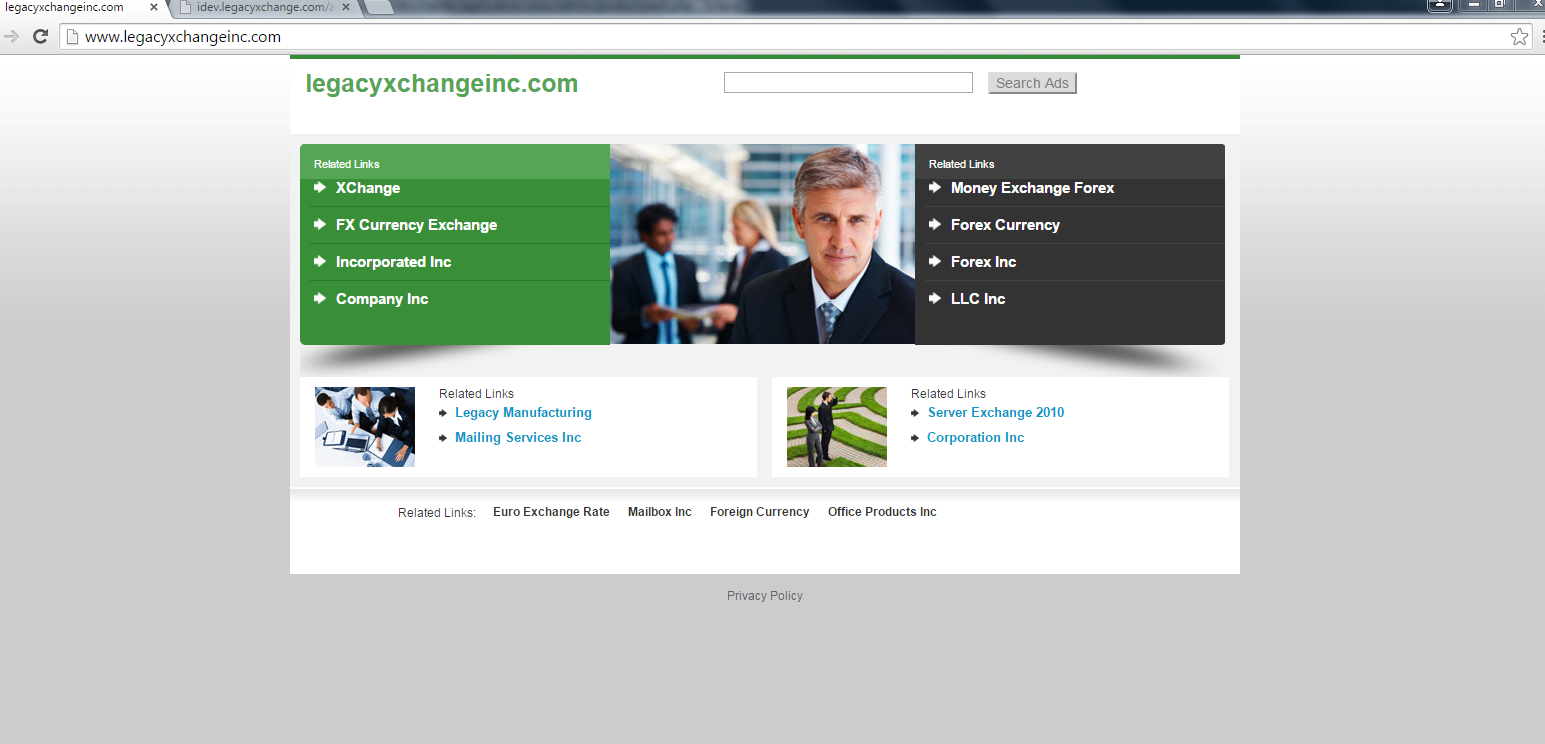 legacyxchangeinc.com
idev.legacyxchange.com/
www.legacyxchangeinc.com
legacyxchangeinc.com
Search Ads
Related Links
XChange
FX Currency Exchange
Incorporated Inc
Company Inc
Related Links
Money Exchange Forex
Forex Currency
Forex Inc
LLC Inc
Related Links
Legacy Manufacturing
Mailing Services Inc
Related Links
Server Exchange 2010
Corporation Inc
Related Links: Euro Exchange Rate Mailbox Inc Foreign Currency Office Products Inc
Privacy Policy